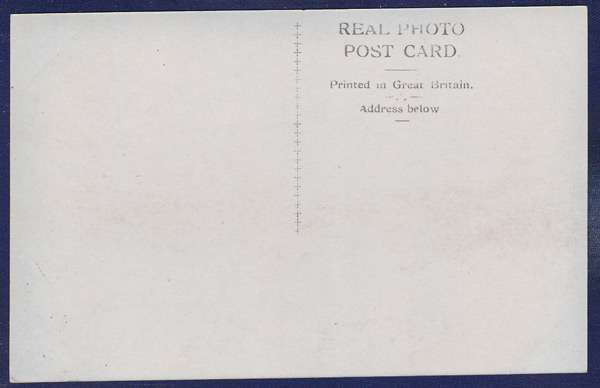 REAL PHOTO
POST CARD.
Printed in Great Britain.
Address below